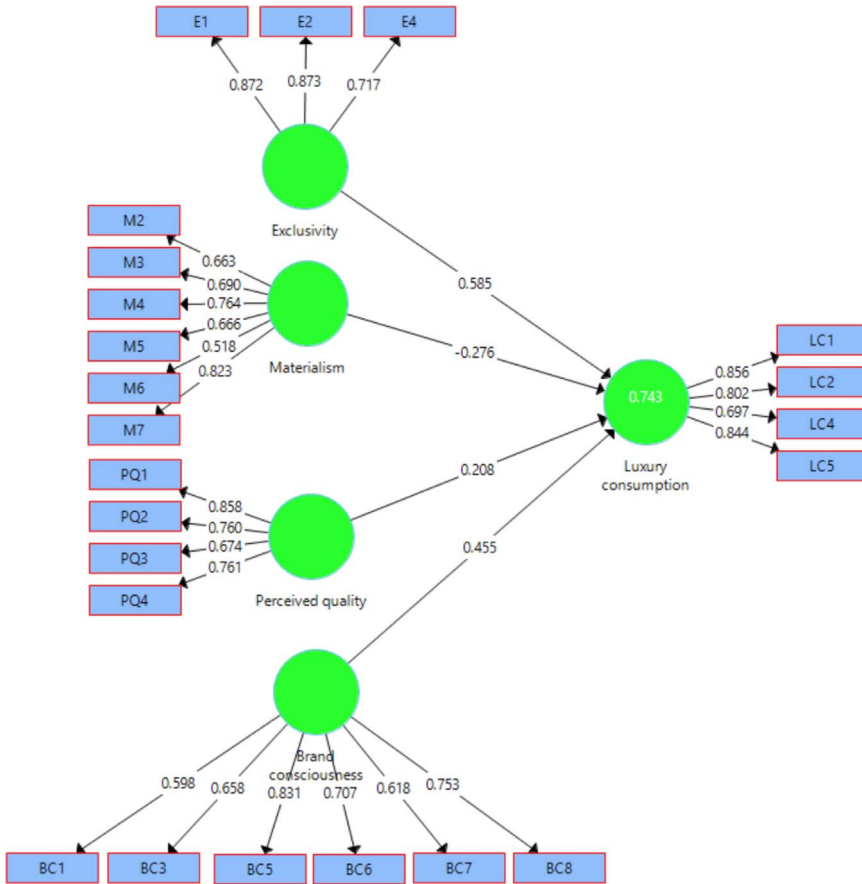 E1 E2 E4
0.872 0.873 0.717
Exclusivity
M2
M3
M4
M5
M6
M7
0.663
0.690
0.764
0.666
0.518
0.823
Materialism
0.585
-0.276
PQ1
PQ2
PQ3
PQ4
0.858
0.760
0.674
0.761
Perceived quality
0.208
0.455
0.743
Luxury
consumption
0.856
0.802
0.697
0.844
LC1
LC2
LC4
LC5
Brand
consciousness
0.598 0.658 0.831 0.707 0.618 0.753
BC1 BC3 BC5 BC6 BC7 BC8